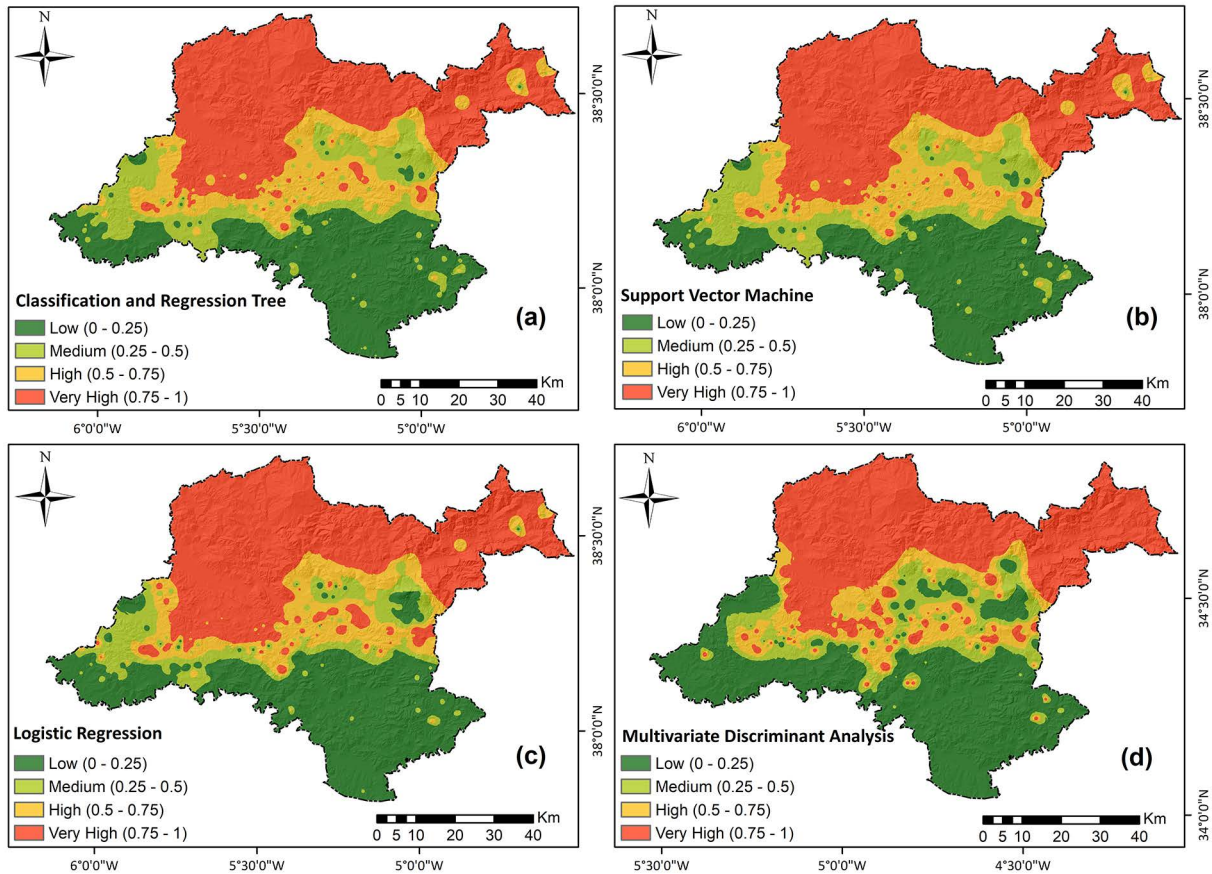 N
38°30'0"N
38°0'0"N
Classification and Regression Tree
(a)
Low (0 - 0.25)
Medium (0.25 - 0.5)
High (0.5 - 0.75)
Very High (0.75 - 1)
Km
0 5 10 20 30 40
6°0'0"W 5°30'0"W 5°0'0"W
N
38°30'0"N
38°0'0"N
Support Vector Machine
(b)
Low (0 - 0.25)
Medium (0.25 - 0.5)
High (0.5 - 0.75)
Very High (0.75 - 1)
Km
0 5 10 20 30 40
6°0'0"W 5°30'0"W 5°0'0"W
N
38°30'0"N
38°0'0"N
Logistic Regression
(c)
Low (0 - 0.25)
Medium (0.25 - 0.5)
High (0.5 - 0.75)
Very High (0.75 - 1)
Km
0 5 10 20 30 40
6°0'0"W 5°30'0"W 5°0'0"W
N
34°30'0"N
34°0'0"N
Multivariate Discriminant Analysis
(d)
Low (0 - 0.25)
Medium (0.25 - 0.5)
High (0.5 - 0.75)
Very High (0.75 - 1)
Km
0 5 10 20 30 40
5°30'0"W 5°0'0"W 4°30'0"W